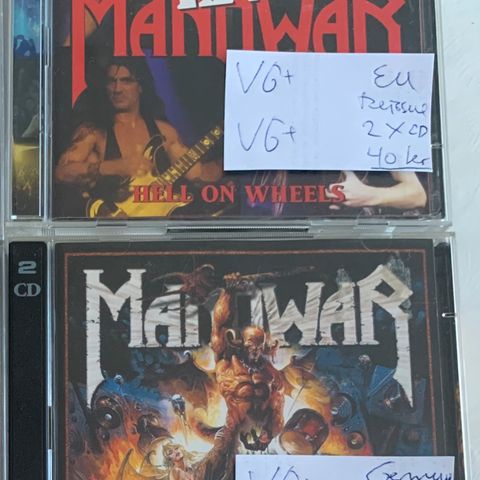 MANOWAR
VG+ EU
Reissue
VG+ 2 x CD
40 kr
HELL ON WHEELS
2
CD
MANOWAR